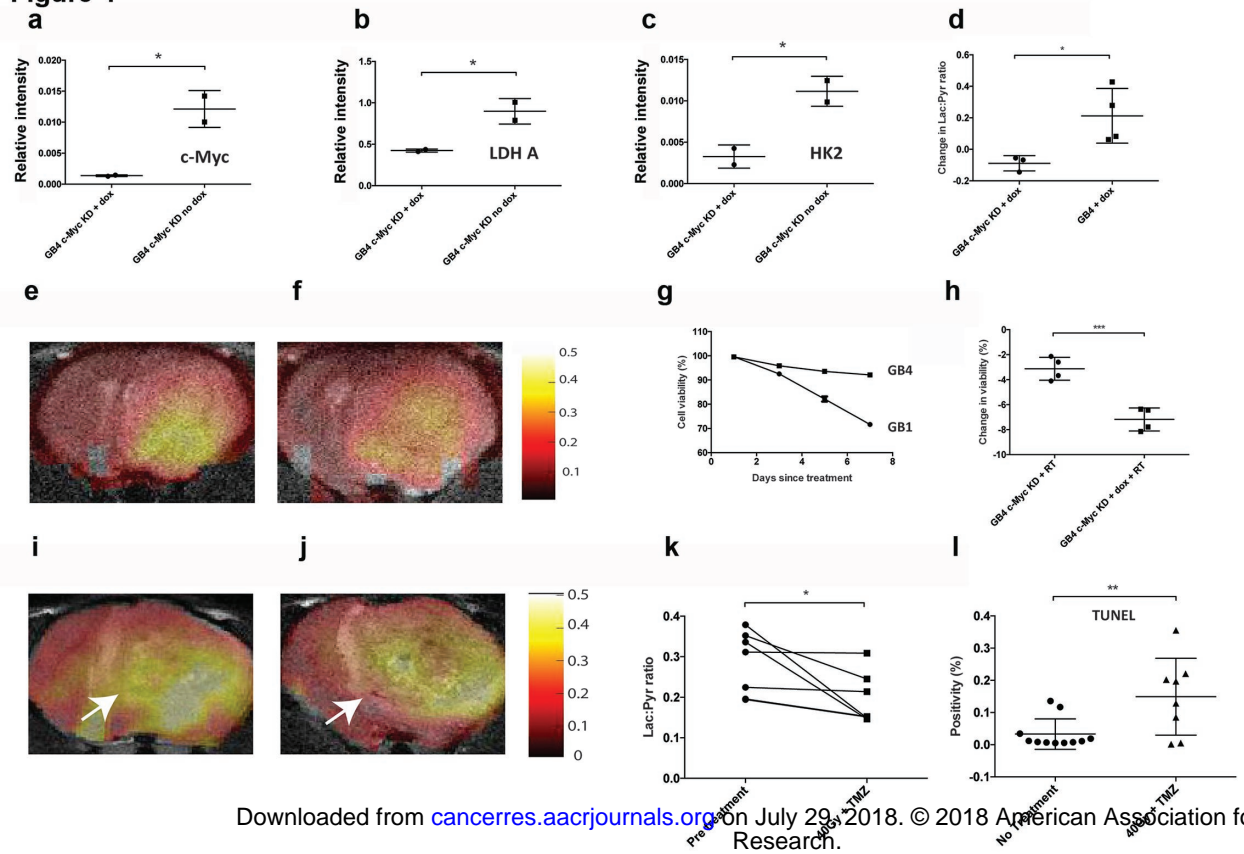 a
b
c
d
0.020
0.015
0.010
0.005
0.000
Relative intensity
*
c-Myc
GB4 c-Myc KD + dox
GB4 c-Myc KD no dox
1.5
1.0
0.5
0.0
Relative intensity
*
LDH A
GB4 c-Myc KD + dox
GB4 c-Myc KD no dox
0.015
0.010
0.005
0.000
Relative intensity
*
HK2
GB4 c-Myc KD + dox
GB4 c-Myc KD no dox
0.6
0.4
0.2
0.0
-0.2
Change in Lac:Pyr ratio
*
GB4 c-Myc KD + dox
GB4 + dox
e
f
g
h
0.5
0.4
0.3
0.2
0.1
110
100
90
80
70
60
Cell viability (%)
GB4
GB1
0 2 4 6 8
Days since treatment
0
-2
-4
-6
-8
-10
Change in viability (%)
***
GB4 c-Myc KD + RT
GB4 c-Myc KD + dox + RT
i
j
k
l
0.5
0.4
0.3
0.2
0.1
0
0.4
0.3
0.2
0.1
0.0
Lac:Pyr ratio
*
Pre treatment
40Gy + TMZ
**
TUNEL
0.4
0.3
0.2
0.1
0.0
-0.1
Positivity (%)
No Treatment
40Gy + TMZ
Downloaded from cancerres.aacrjournals.org on July 29, 2018. © 2018 American Association fo
Research.